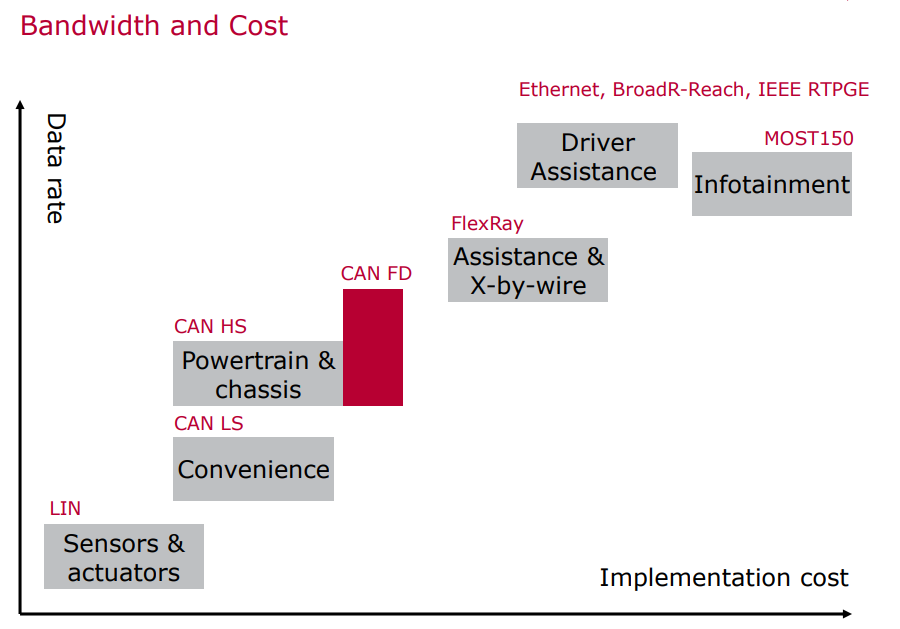 Bandwidth and Cost
Data rate
Ethernet, BroadR-Reach, IEEE RTPGE
Driver
Assistance
MOST150
Infotainment
FlexRay
Assistance &
X-by-wire
CAN FD
CAN HS
Powertrain &
chassis
CAN LS
Convenience
LIN
Sensors &
actuators
Implementation cost